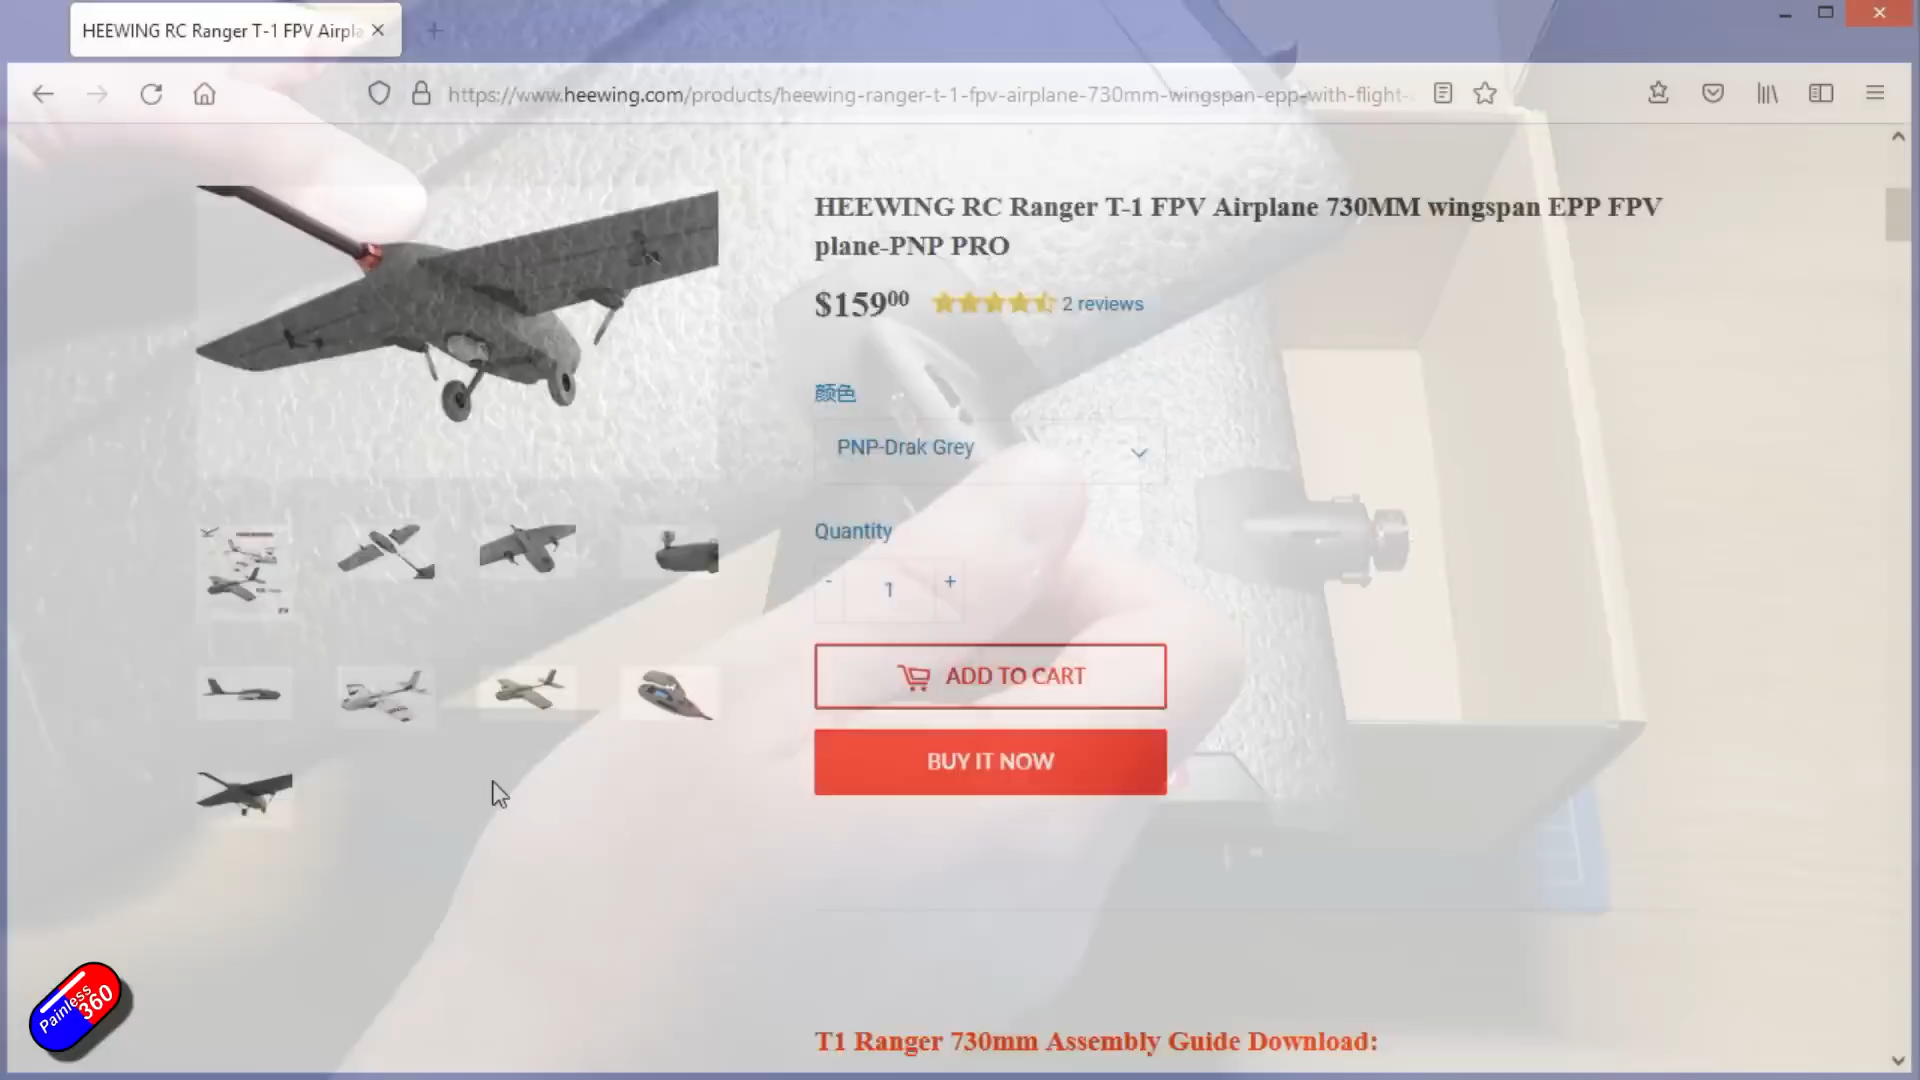 HEEWING RC Ranger T-1 FPV Airpla
https://www.heewing.com/products/heewing-ranger-t-1-fpv-airplane-730mm-wingspan-epp-with-flight-
HEEWING RC Ranger T-1 FPV Airplane 730MM wingspan EPP FPV
plane-PNP PRO
$159⁰⁰
2 reviews
颜色
PNP-Drak Grey
Quantity
- 1 +
ADD TO CART
BUY IT NOW
Painless
360
T1 Ranger 730mm Assembly Guide Download: